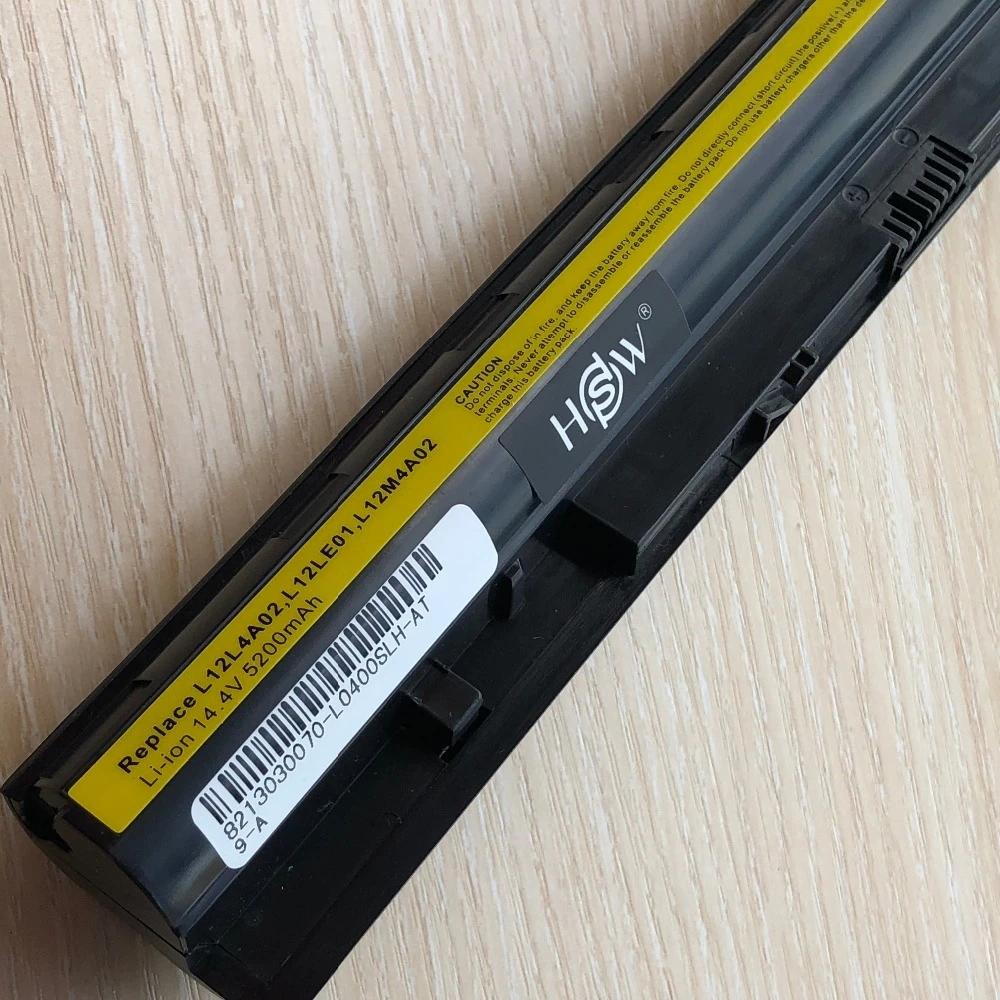 Replace L12L4A02,L12LE01,L12M4A02
Li-ion 14.4V 5200mAh
CAUTION
Do not dispose of in fire, and keep the battery away from fire. Do not directly connect (short circuit) the positive(+) and
terminals. Never attempt to disassemble or reassemble the battery pack. Do not use battery chargers other than the
charge this battery pack
HSW®
8213030070-L0400SLH-AT
9-A